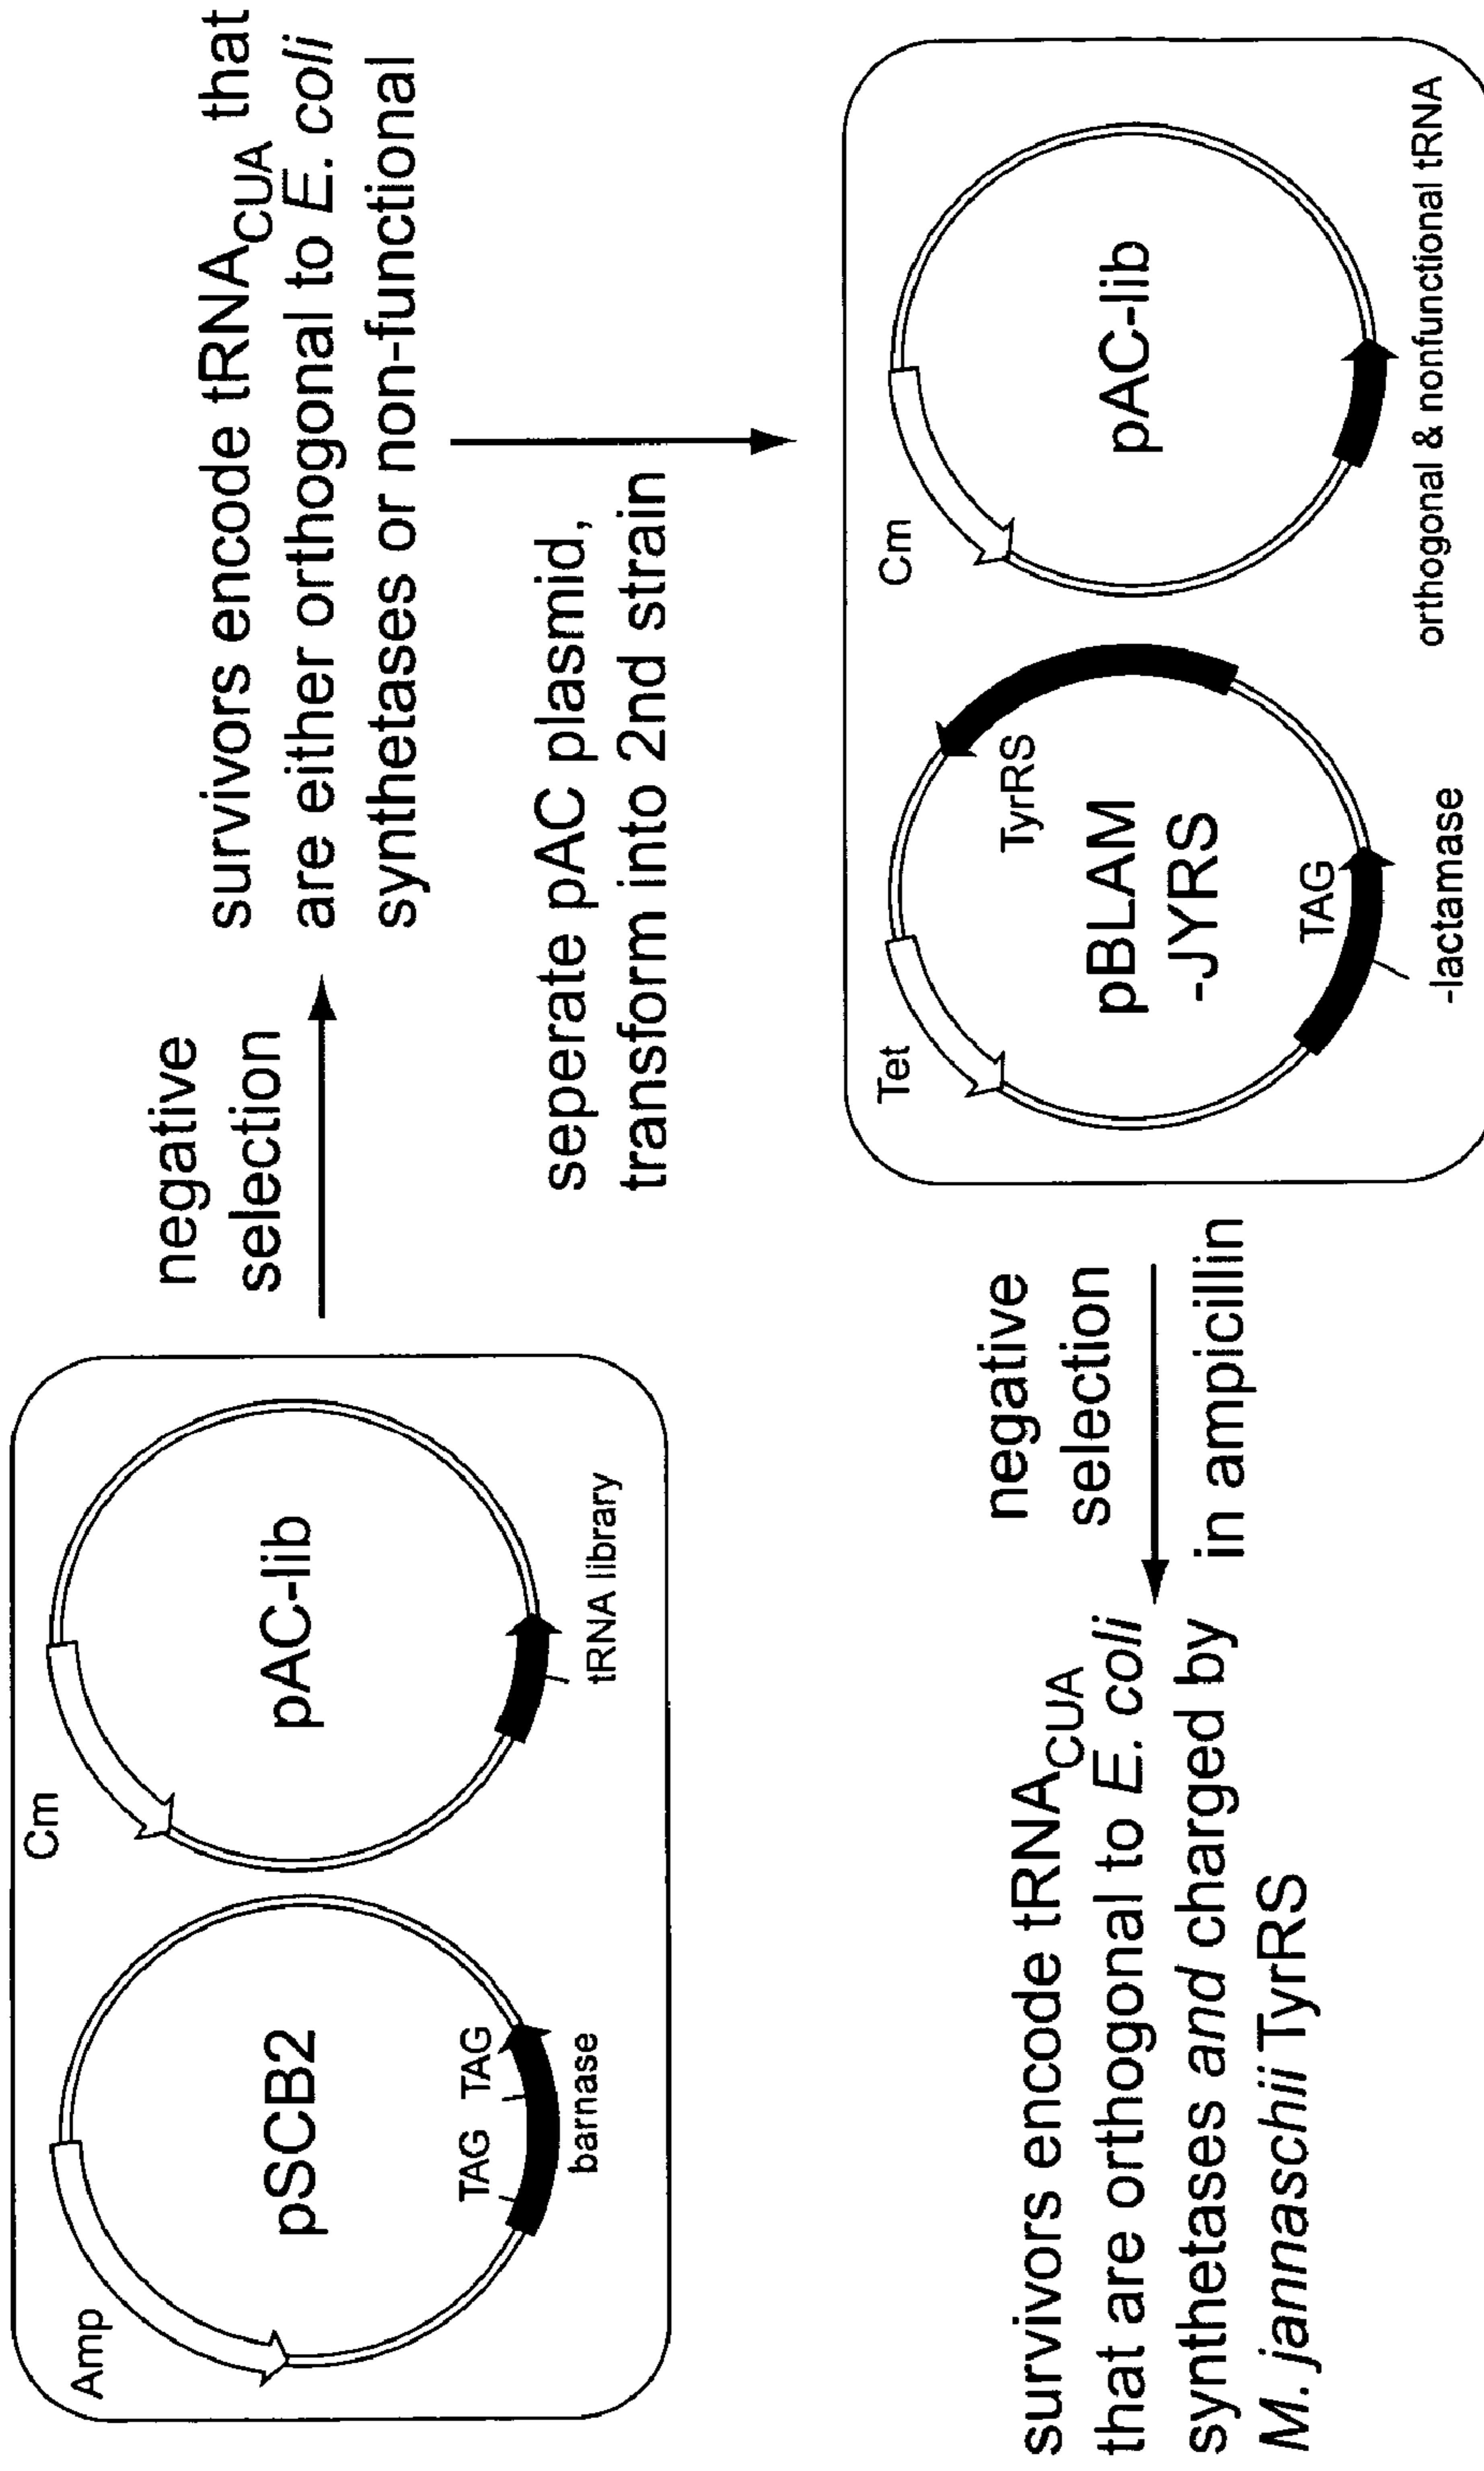 Amp
pSCB2
TAG TAG
barnase
Cm
pAC-lib
tRNA library
negative
selection
survivors encode tRNACUA that
are either orthogonal to E. coli
synthetases or non-functional
seperate pAC plasmid,
transform into 2nd strain
Tet
TyrRS
pBLAM
-JYRS
TAG
-lactamase
Cm
pAC-lib
orthogonal & nonfunctional tRNA
negative
selection
in ampicillin
survivors encode tRNACUA
that are orthogonal to E. coli
synthetases and charged by
M. jannaschii TyrRS